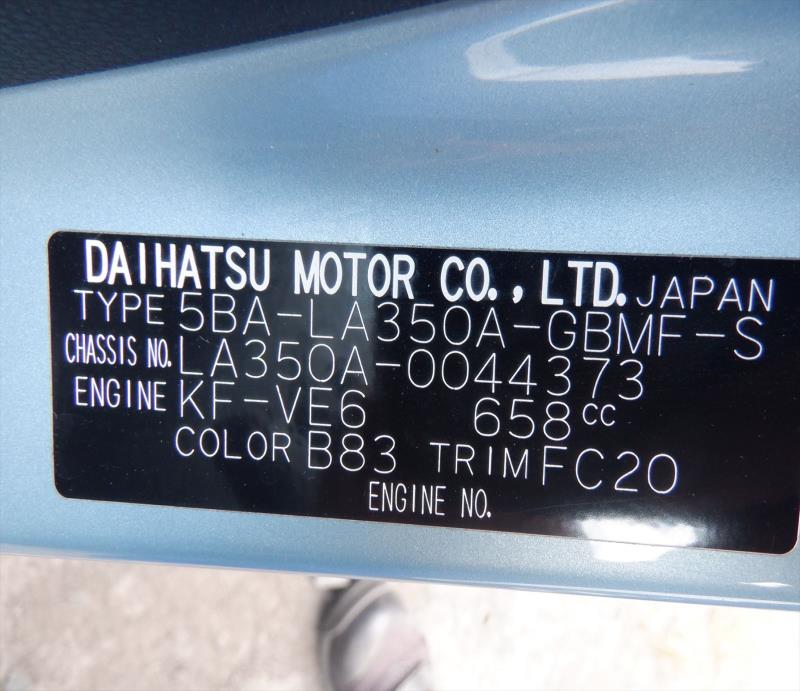 DAIHATSU MOTOR CO., LTD. JAPAN
TYPE 5BA-LA350A-GBMF-S
CHASSIS NO. LA350A-0044373
ENGINE KF-VE6 658cc
COLOR B83 TRIM FC20
ENGINE NO.